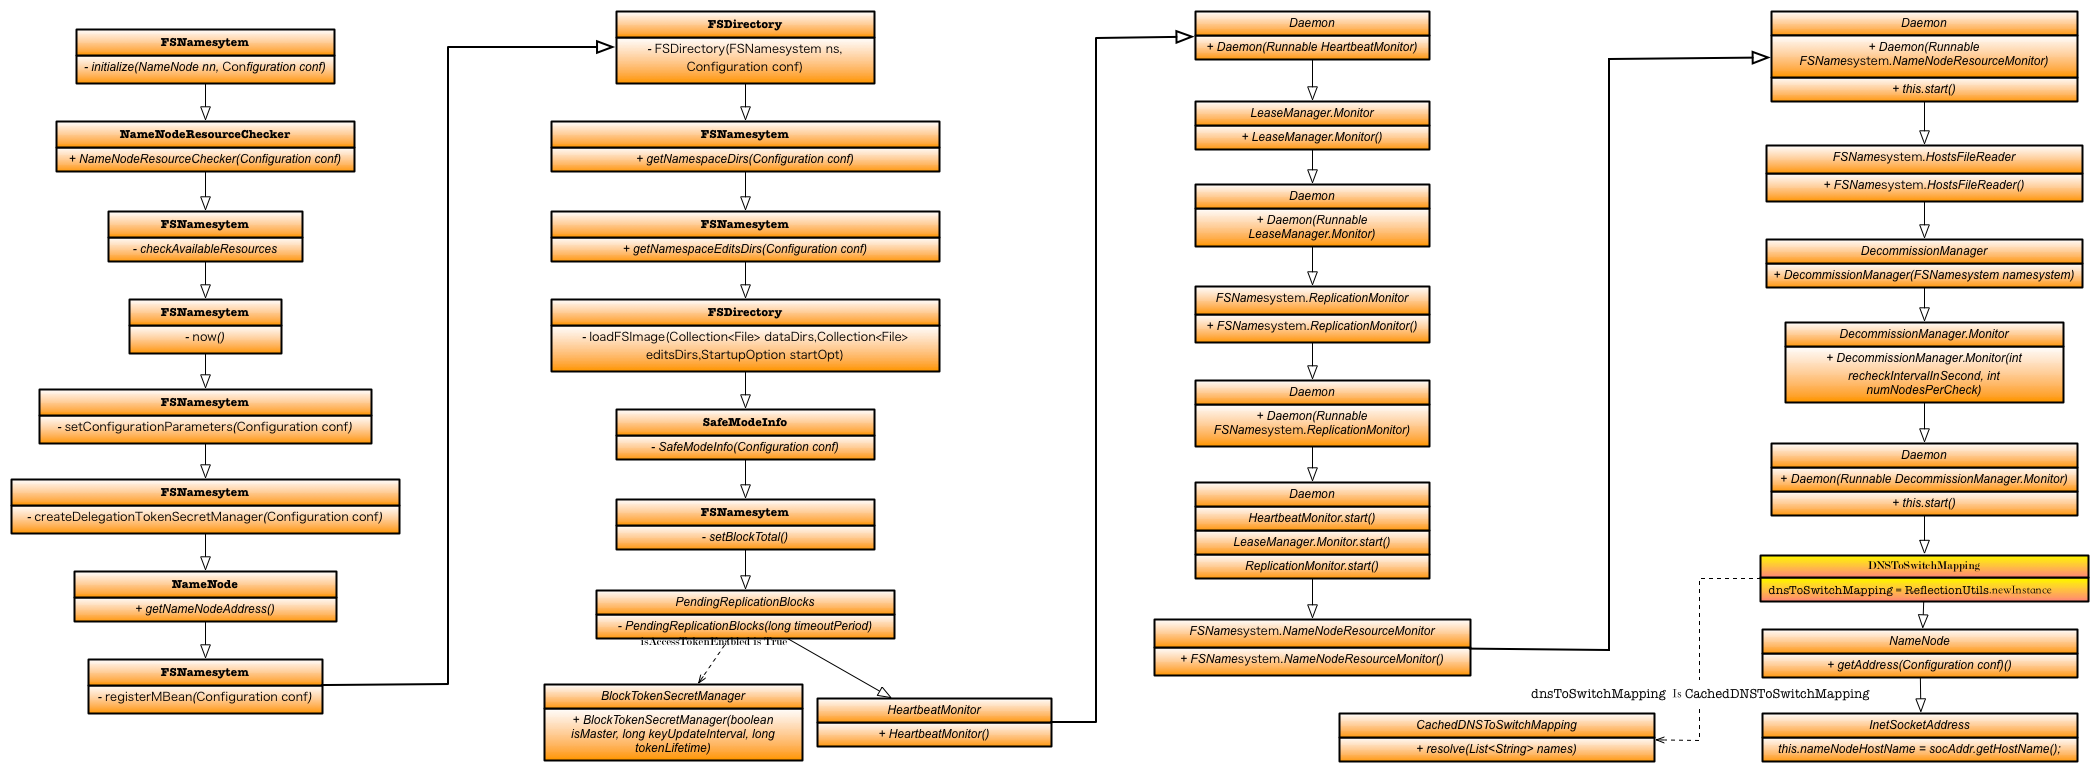 FSNamesytem
- initialize(NameNode nn, Configuration conf)
NameNodeResourceChecker
+ NameNodeResourceChecker(Configuration conf)
FSNamesytem
- checkAvailableResources
FSNamesytem
- now()
FSNamesytem
- setConfigurationParameters(Configuration conf)
FSNamesytem
- createDelegationTokenSecretManager(Configuration conf)
NameNode
+ getNameNodeAddress()
FSNamesytem
- registerMBean(Configuration conf)
FSDirectory
- FSDirectory(FSNamesystem ns,
Configuration conf)
FSNamesytem
+ getNamespaceDirs(Configuration conf)
FSNamesytem
+ getNamespaceEditsDirs(Configuration conf)
FSDirectory
- loadFSImage(Collection<File> dataDirs,Collection<File>
editsDirs,StartupOption startOpt)
SafeModeInfo
- SafeModeInfo(Configuration conf)
FSNamesytem
- setBlockTotal()
PendingReplicationBlocks
- PendingReplicationBlocks(long timeoutPeriod)
isAccessTokenEnabled is True
BlockTokenSecretManager
+ BlockTokenSecretManager(boolean
isMaster, long keyUpdateInterval, long
tokenLifetime)
HeartbeatMonitor
+ HeartbeatMonitor()
Daemon
+ Daemon(Runnable HeartbeatMonitor)
LeaseManager.Monitor
+ LeaseManager.Monitor()
Daemon
+ Daemon(Runnable
LeaseManager.Monitor)
FSNamesystem.ReplicationMonitor
+ FSNamesystem.ReplicationMonitor()
Daemon
+ Daemon(Runnable
FSNamesystem.ReplicationMonitor)
Daemon
HeartbeatMonitor.start()
LeaseManager.Monitor.start()
ReplicationMonitor.start()
FSNamesystem.NameNodeResourceMonitor
+ FSNamesystem.NameNodeResourceMonitor()
Daemon
+ Daemon(Runnable
FSNamesystem.NameNodeResourceMonitor)
+ this.start()
FSNamesystem.HostsFileReader
+ FSNamesystem.HostsFileReader()
DecommissionManager
+ DecommissionManager(FSNamesystem namesystem)
DecommissionManager.Monitor
+ DecommissionManager.Monitor(int
recheckIntervalInSecond, int
numNodesPerCheck)
Daemon
+ Daemon(Runnable DecommissionManager.Monitor)
+ this.start()
DNSToSwitchMapping
dnsToSwitchMapping = ReflectionUtils.newInstance
NameNode
+ getAddress(Configuration conf)()
dnsToSwitchMapping Is CachedDNSToSwitchMapping
CachedDNSToSwitchMapping
+ resolve(List<String> names)
InetSocketAddress
this.nameNodeHostName = socAddr.getHostName();